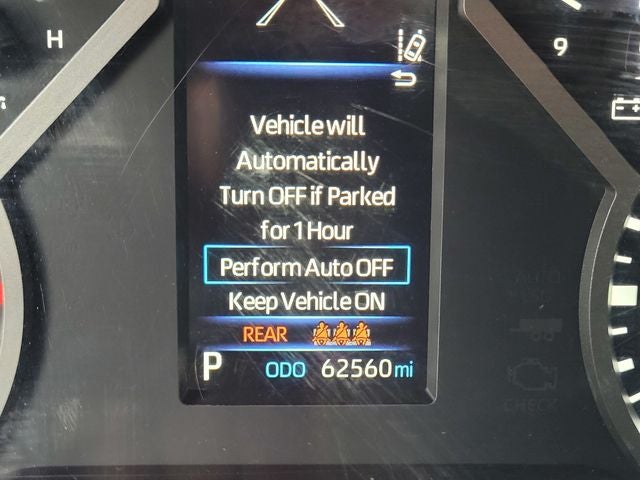 H
9
Vehicle will
Automatically
Turn OFF if Parked
for 1 Hour
Perform Auto OFF
Keep Vehicle ON
REAR
P ODO 62560 mi
CHECK